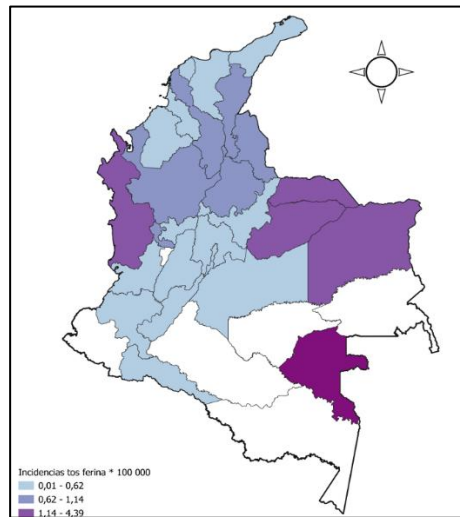 Incidencias tos ferina * 100 000
0,01 - 0,62
0,62 - 1,14
1,14 - 4,39